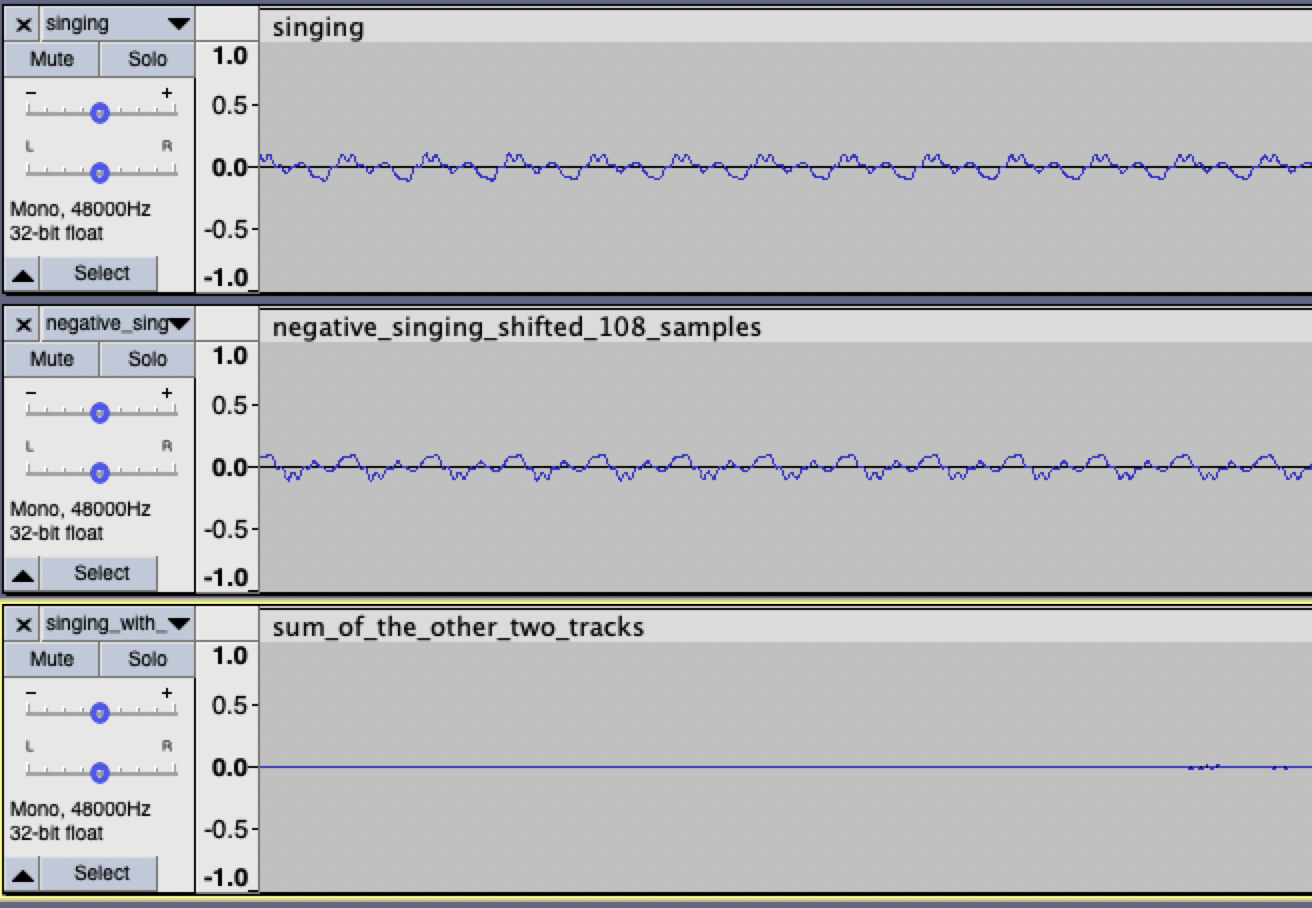 × singing ▼ singing
Mute Solo 1.0
- + 0.5-
L R 0.0
Mono, 48000Hz -0.5-
32-bit float
Select -1.0
× negative_sing▼ negative_singing_shifted_108_samples
Mute Solo 1.0
- + 0.5-
L R 0.0
Mono, 48000Hz -0.5-
32-bit float
Select -1.0
× singing_with_▼ sum_of_the_other_two_tracks
Mute Solo 1.0
- + 0.5-
L R 0.0
Mono, 48000Hz -0.5-
32-bit float
Select -1.0